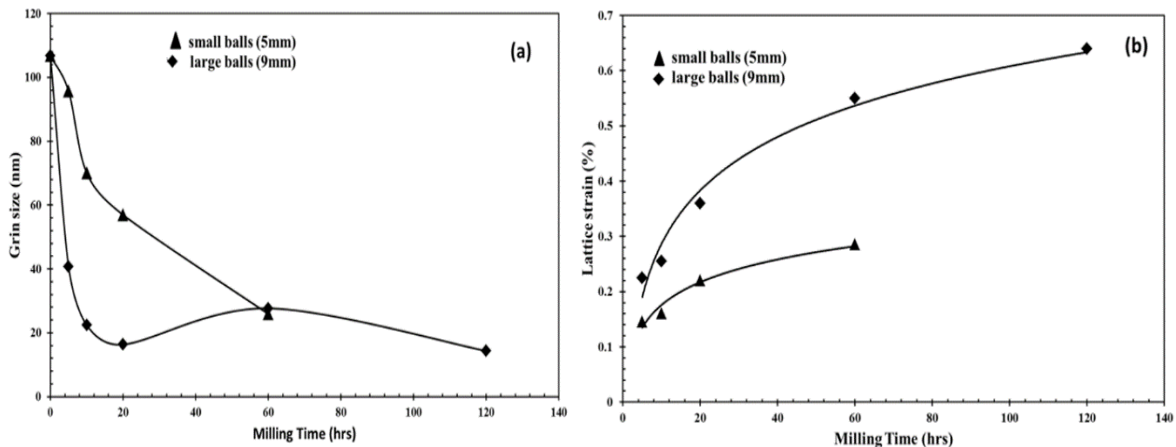 120
100
80
60
40
20
0
Grin size (nm)
small balls (5mm)
large balls (9mm)
(a)
0 20 40 60 80 100 120 140
Milling Time (hrs)
0.7
0.6
0.5
0.4
0.3
0.2
0.1
0
Lattice strain (%)
small balls (5mm)
large balls (9mm)
(b)
0 20 40 60 80 100 120 140
Milling Time (hrs)